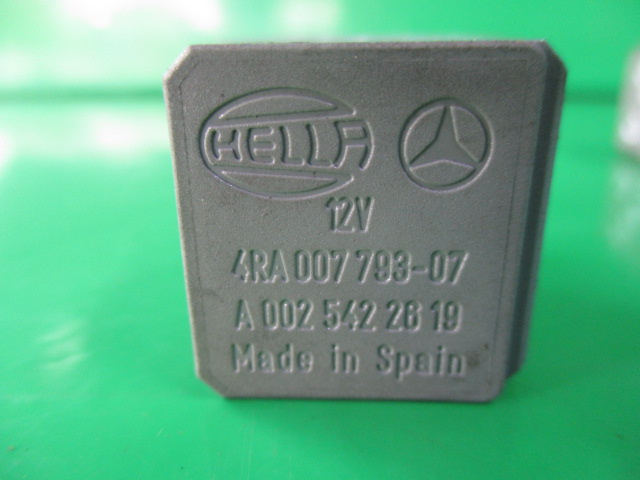 HELLA
12V
4RA 007 793-07
A 002 542 26 19
Made in Spain